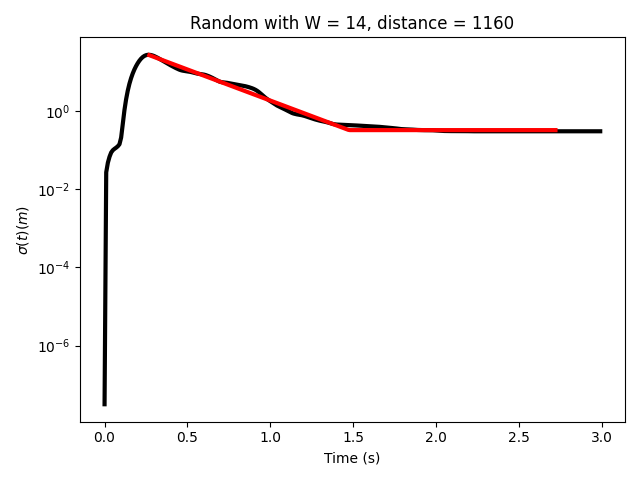 Random with W = 14, distance = 1160
10⁰
10⁻²
10⁻⁴
10⁻⁶
σ(t)(m)
0.0 0.5 1.0 1.5 2.0 2.5 3.0
Time (s)